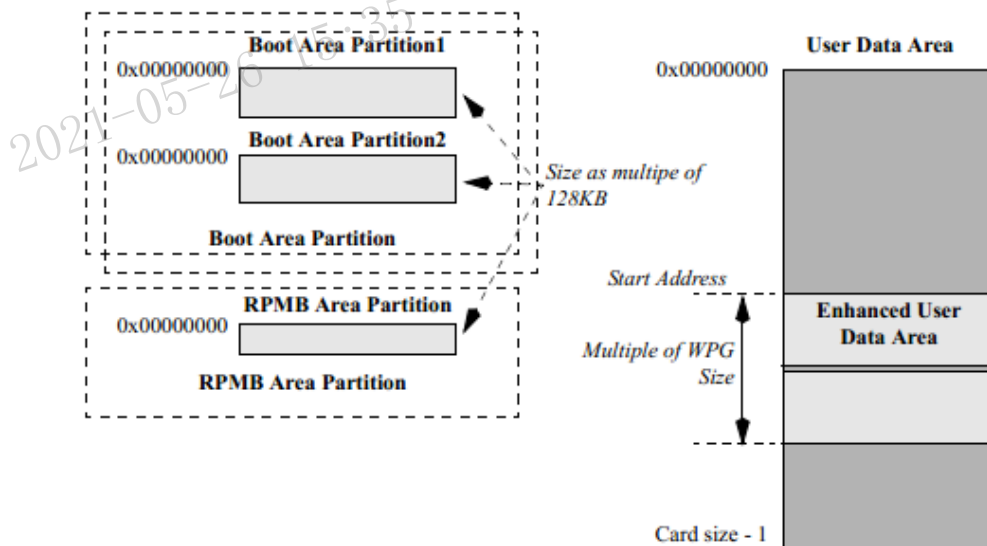 2021-05-26 15:35
Boot Area Partition1
0x00000000
Boot Area Partition2
0x00000000
Size as multipe of
128KB
Boot Area Partition
RPMB Area Partition
0x00000000
RPMB Area Partition
User Data Area
0x00000000
Start Address
Enhanced User
Data Area
Multiple of WPG
Size
Card size - 1